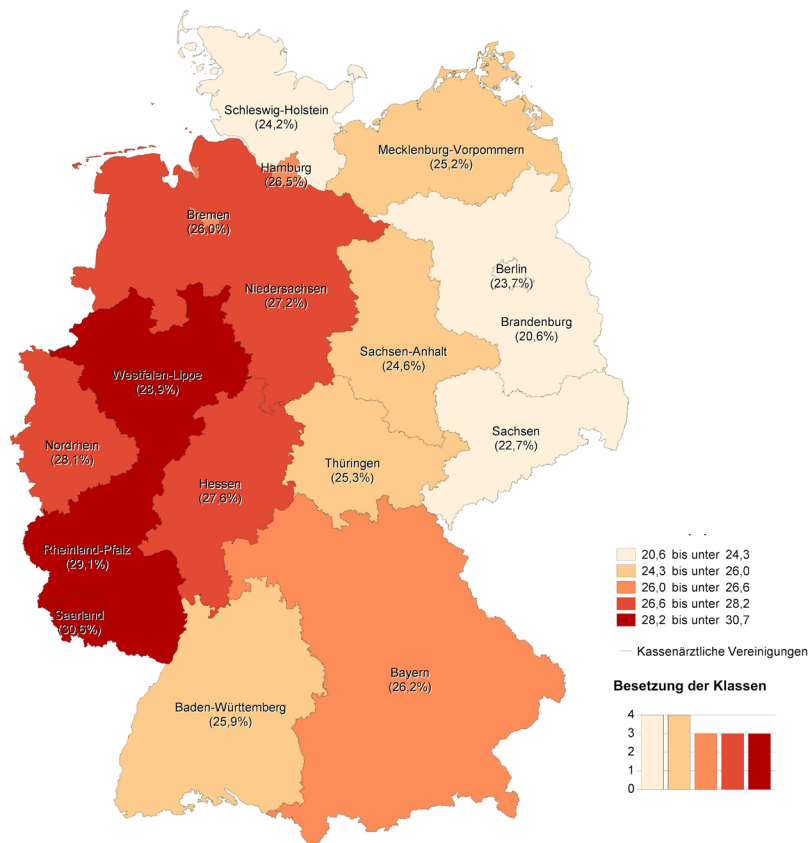 Schleswig-Holstein
(24,2%)
Mecklenburg-Vorpommern
(25,2%)
Hamburg
(26,5%)
Bremen
(26,0%)
Berlin
(23,7%)
Niedersachsen
(27,2%)
Brandenburg
(20,6%)
Sachsen-Anhalt
(24,6%)
Westfalen-Lippe
(28,9%)
Sachsen
(22,7%)
Nordrhein
(28,1%)
Thüringen
(25,3%)
Hessen
(27,6%)
Rheinland-Pfalz
(29,1%)
Saarland
(30,6%)
Bayern
(26,2%)
Baden-Württemberg
(25,9%)
20,6 bis unter 24,3
24,3 bis unter 26,0
26,0 bis unter 26,6
26,6 bis unter 28,2
28,2 bis unter 30,7
Kassenärztliche Vereinigungen
Besetzung der Klassen
4
3
2
1
0